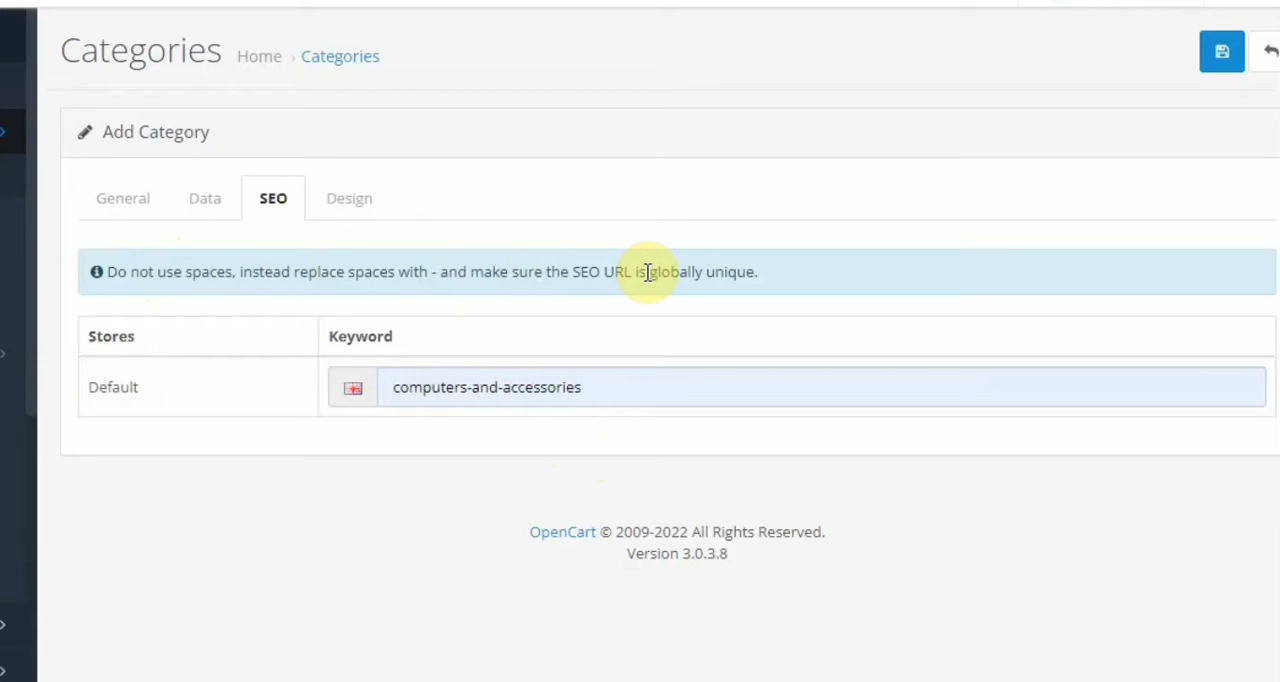 Categories Home › Categories
Add Category
General Data SEO Design
Do not use spaces, instead replace spaces with - and make sure the SEO URL is globally unique.
Stores Keyword
Default computers-and-accessories
OpenCart © 2009-2022 All Rights Reserved.
Version 3.0.3.8